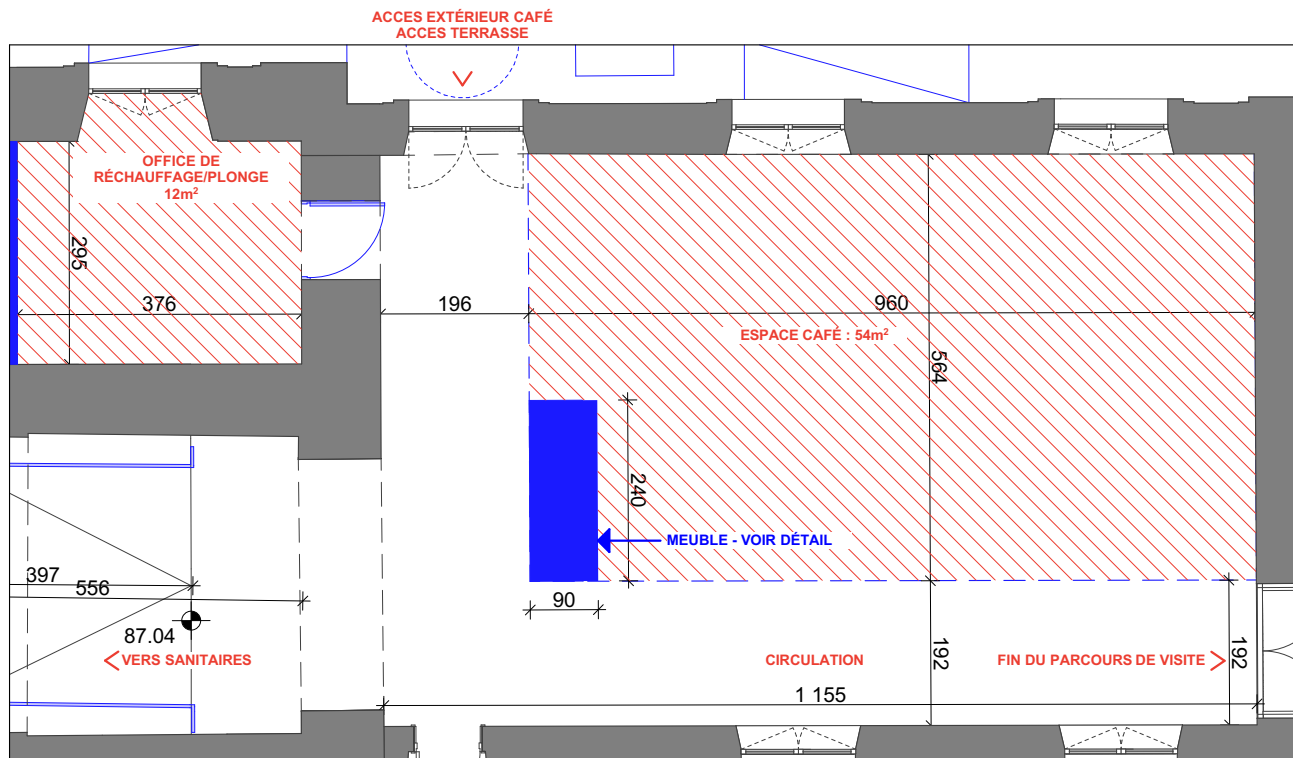 ACCES EXTÉRIEUR CAFÉ
ACCES TERRASSE
OFFICE DE
RÉCHAUFFAGE/PLONGE
12m²
295
376
196
960
ESPACE CAFÉ : 54m²
564
240
MEUBLE - VOIR DÉTAIL
397
556
90
87.04
VERS SANITAIRES
CIRCULATION
192
FIN DU PARCOURS DE VISITE
192
1 155